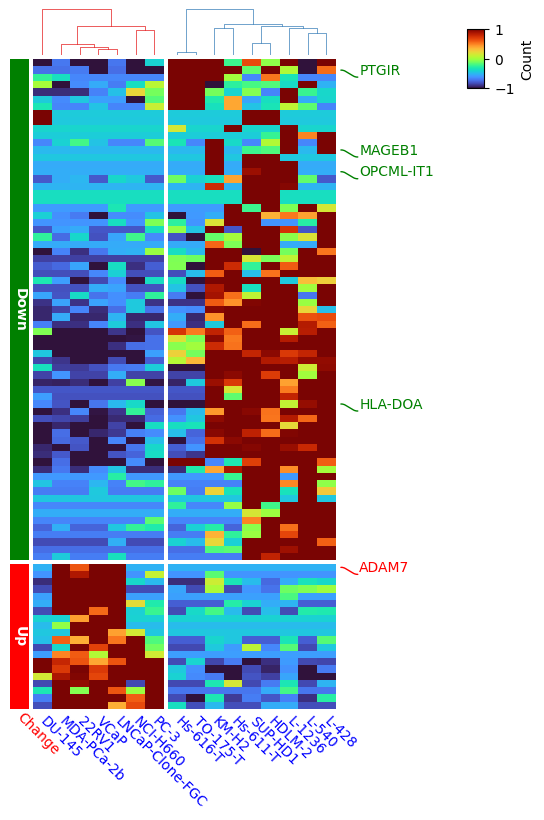 1
0
-1
Count
PTGIR
MAGEB1
OPCML-IT1
HLA-DOA
ADAM7
Down
Up
Change
DU-145
MDA-PCa-2b
22RV1
VCaP
LNCaP-Clone-FGC
NCI-H660
PC-3
Hs-616-T
TO-175-T
KM-H2
Hs-611-T
SUP-HD1
HDLM-2
L-1236
L-540
L-428